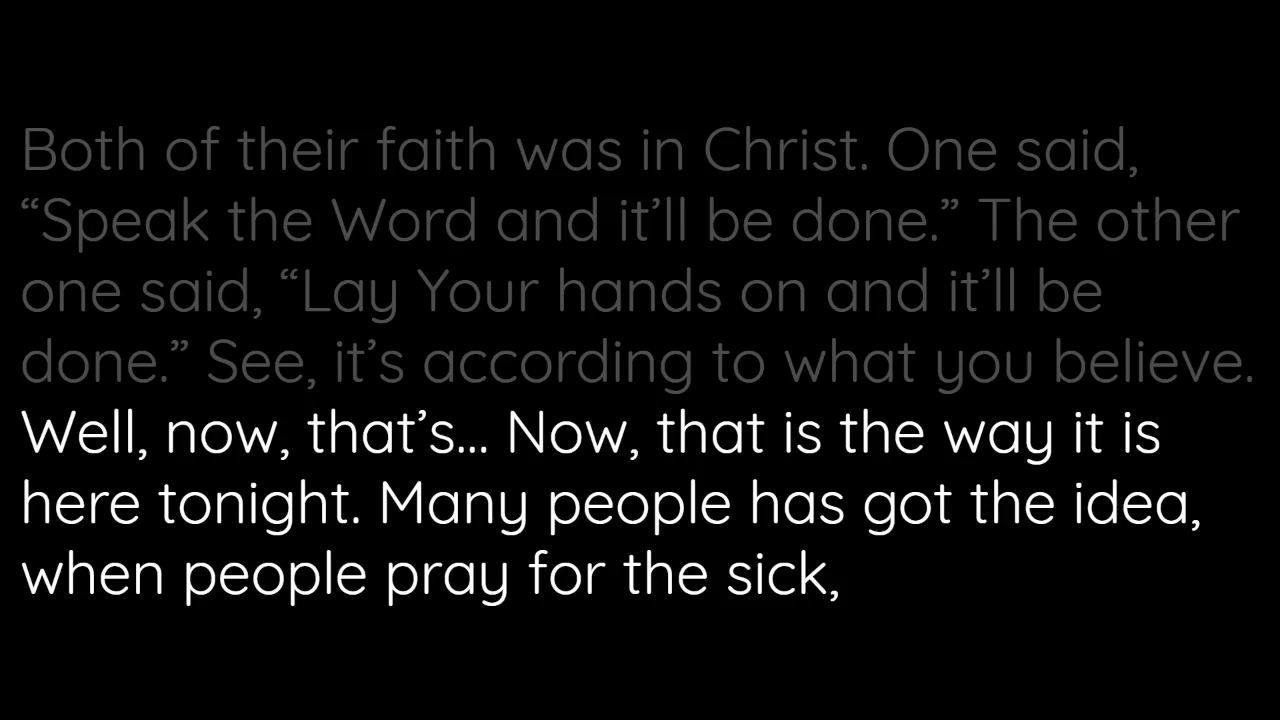 Both of their faith was in Christ. One said,
“Speak the Word and it’ll be done.” The other
one said, “Lay Your hands on and it’ll be
done.” See, it’s according to what you believe.
Well, now, that’s... Now, that is the way it is
here tonight. Many people has got the idea,
when people pray for the sick,